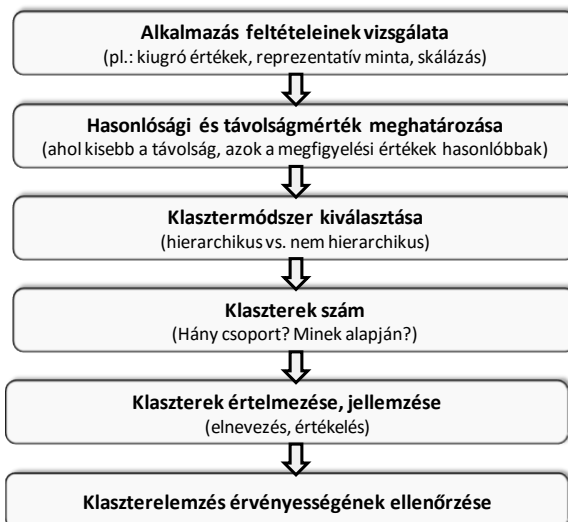 Alkalmazás feltételeinek vizsgálata
(pl.: kiugró értékek, reprezentatív minta, skálázás)
Hasonlósági és távolságmérték meghatározása
(ahol kisebb a távolság, azok a megfigyelési értékek hasonlóbbak)
Klasztermódszer kiválasztása
(hierarchikus vs. nem hierarchikus)
Klaszterek szám
(Hány csoport? Minek alapján?)
Klaszterek értelmezése, jellemzése
(elnevezés, értékelés)
Klaszterelemzés érvényességének ellenőrzése